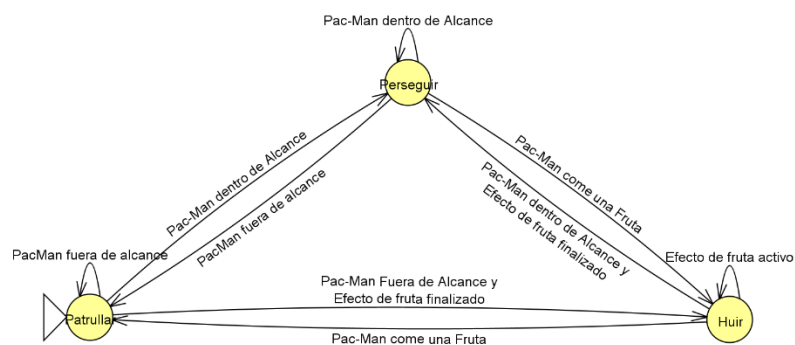 Pac-Man dentro de Alcance
Perseguir
Pac-Man dentro de Alcance
PacMan fuera de alcance
Pac-Man come una Fruta
Pac-Man dentro de Alcance y
Efecto de fruta finalizado
PacMan fuera de alcance
Efecto de fruta activo
Pac-Man Fuera de Alcance y
Efecto de fruta finalizado
Patrulla
Huir
Pac-Man come una Fruta